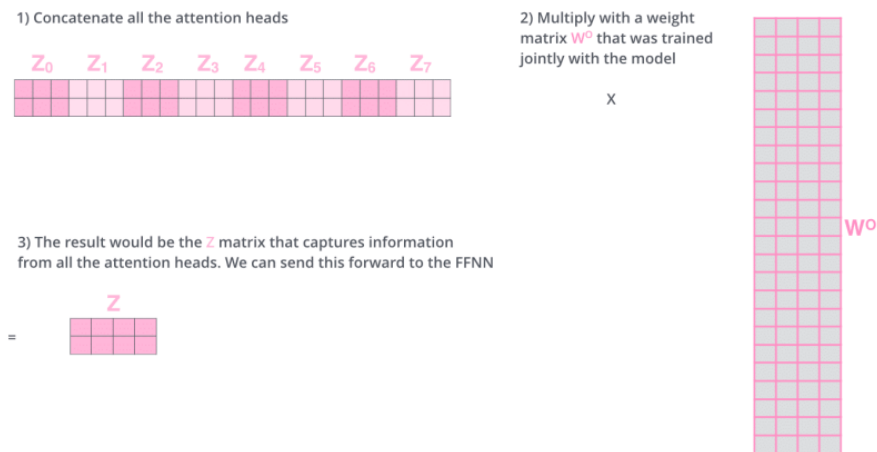 1) Concatenate all the attention heads
Z0 Z1 Z2 Z3 Z4 Z5 Z6 Z7
2) Multiply with a weight
matrix W^O that was trained
jointly with the model
X
W^O
3) The result would be the Z matrix that captures information
from all the attention heads. We can send this forward to the FFNN
Z
=